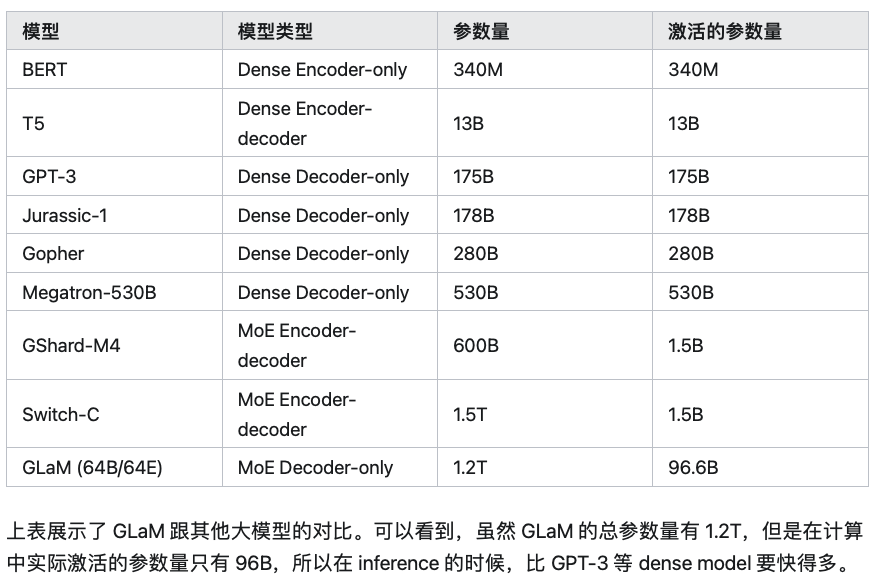 模型 模型类型 参数量 激活的参数量
BERT Dense Encoder-only 340M 340M
T5 Dense Encoder-
decoder 13B 13B
GPT-3 Dense Decoder-only 175B 175B
Jurassic-1 Dense Decoder-only 178B 178B
Gopher Dense Decoder-only 280B 280B
Megatron-530B Dense Decoder-only 530B 530B
GShard-M4 MoE Encoder-
decoder 600B 1.5B
Switch-C MoE Encoder-
decoder 1.5T 1.5B
GLaM (64B/64E) MoE Decoder-only 1.2T 96.6B
上表展示了 GLaM 跟其他大模型的对比。可以看到，虽然 GLaM 的总参数量有 1.2T，但是在计算
中实际激活的参数量只有 96B，所以在 inference 的时候，比 GPT-3 等 dense model 要快得多。